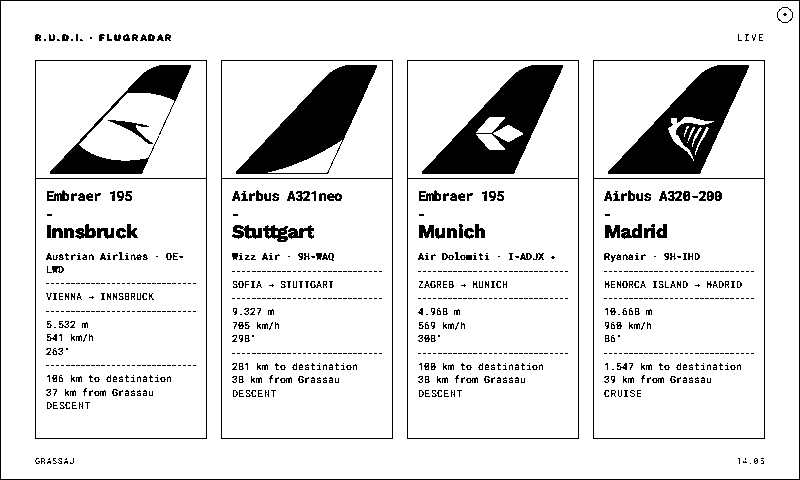 R.U.D.I. · FLUGRADAR
LIVE
Embraer 195
-
Innsbruck
Austrian Airlines · OE-
LWD
VIENNA → INNSBRUCK
5.532 m
541 km/h
263°
106 km to destination
37 km from Grassau
DESCENT
Airbus A321neo
-
Stuttgart
Wizz Air · 9H-WAQ
SOFIA → STUTTGART
9.327 m
705 km/h
298°
281 km to destination
38 km from Grassau
DESCENT
Embraer 195
-
Munich
Air Dolomiti · I-ADJX ✦
ZAGREB → MUNICH
4.968 m
569 km/h
308°
100 km to destination
38 km from Grassau
DESCENT
Airbus A320-200
-
Madrid
Ryanair · 9H-IHD
MENORCA ISLAND → MADRID
10.668 m
960 km/h
86°
1.547 km to destination
39 km from Grassau
CRUISE
GRASSAU
14:05